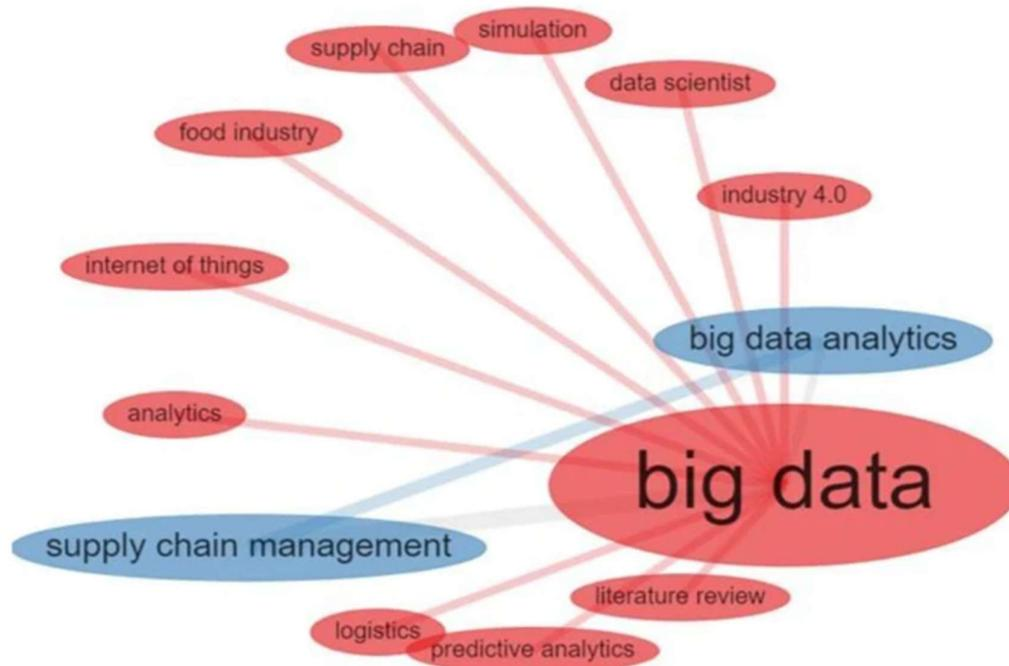 simulation
supply chain
data scientist
food industry
industry 4.0
internet of things
big data analytics
analytics
big data
supply chain management
literature review
logistics
predictive analytics